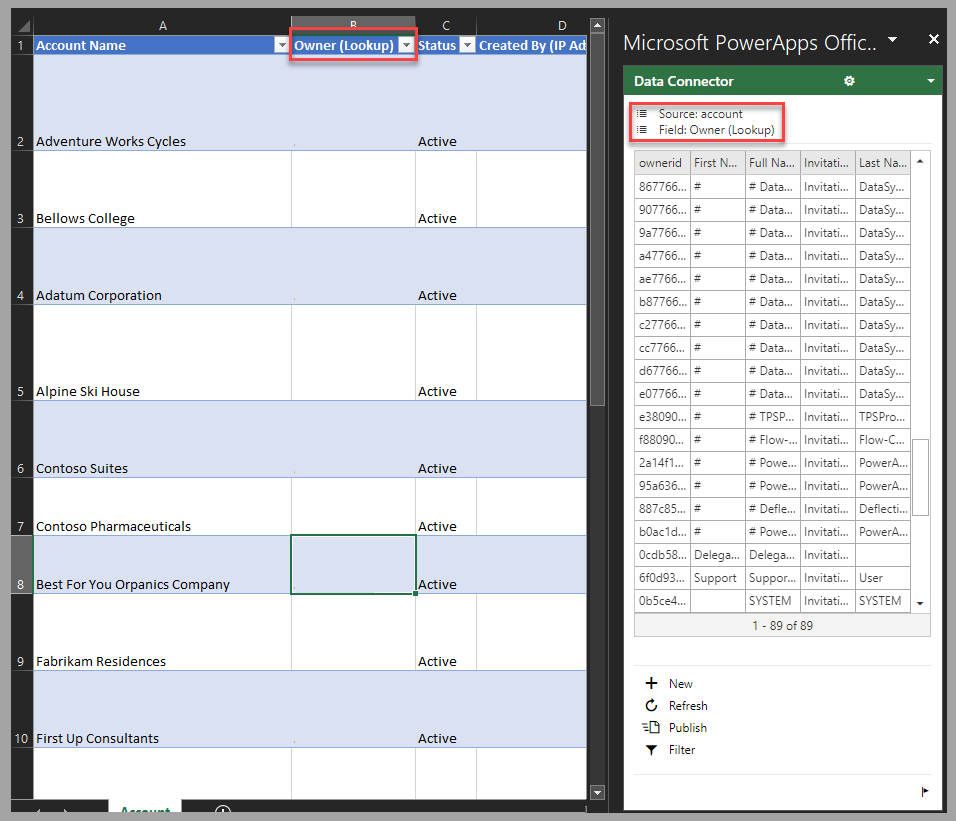 A B C D
1 Account Name Owner (Lookup) Status Created By (IP Ad
2 Adventure Works Cycles Active
3 Bellows College Active
4 Adatum Corporation Active
5 Alpine Ski House Active
6 Contoso Suites Active
7 Contoso Pharmaceuticals Active
8 Best For You Orpanics Company Active
9 Fabrikam Residences Active
10 First Up Consultants Active
Account
Microsoft PowerApps Offic..
Data Connector
Source: account
Field: Owner (Lookup)
ownerid First N... Full Na... Invitati... Last Na...
867766... # # Data... Invitati... DataSy...
907766... # # Data... Invitati... DataSy...
9a7766... # # Data... Invitati... DataSy...
a47766... # # Data... Invitati... DataSy...
ae7766... # # Data... Invitati... DataSy...
b87766... # # Data... Invitati... DataSy...
c27766... # # Data... Invitati... DataSy...
cc7766... # # Data... Invitati... DataSy...
d67766... # # Data... Invitati... DataSy...
e07766... # # Data... Invitati... DataSy...
e38090... # # TPSP... Invitati... TPSPro...
f88090... # # Flow-... Invitati... Flow-C...
2a14f1... # # Powe... Invitati... PowerA...
95a636... # # Powe... Invitati... PowerA...
887c85... # # Defle... Invitati... Deflecti...
b0ac1d... # # Powe... Invitati... PowerA...
0cdb58... Delega... Delega... Invitati...
6f0d93... Support Suppor... Invitati... User
0b5ce4... SYSTEM Invitati... SYSTEM
1 - 89 of 89
New
Refresh
Publish
Filter